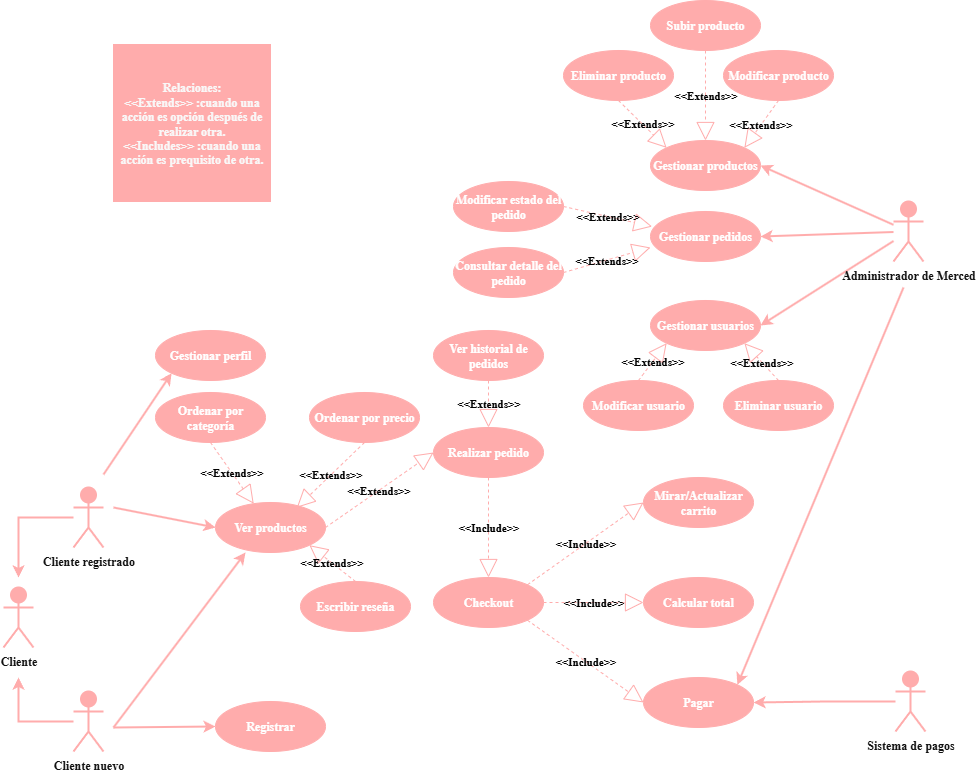 Subir producto
Relaciones:
<<Extends>> :cuando una
acción es opción después de
realizar otra.
<<Includes>> :cuando una
acción es prequisito de otra.
Eliminar producto
Modificar producto
<<Extends>>
<<Extends>>
<<Extends>>
Gestionar productos
Modificar estado del
pedido
<<Extends>>
Gestionar pedidos
Consultar detalle del
pedido
<<Extends>>
Administrador de Merced
Gestionar usuarios
Ver historial de
pedidos
Gestionar perfil
<<Extends>>
<<Extends>>
Modificar usuario
Eliminar usuario
Ordenar por
categoría
Ordenar por precio
<<Extends>>
Realizar pedido
<<Extends>>
<<Extends>>
<<Extends>>
Mirar/Actualizar
carrito
Ver productos
<<Include>>
<<Include>>
Cliente registrado
<<Extends>>
Escribir reseña
Checkout
<<Include>>
Calcular total
Cliente
<<Include>>
Pagar
Registrar
Sistema de pagos
Cliente nuevo